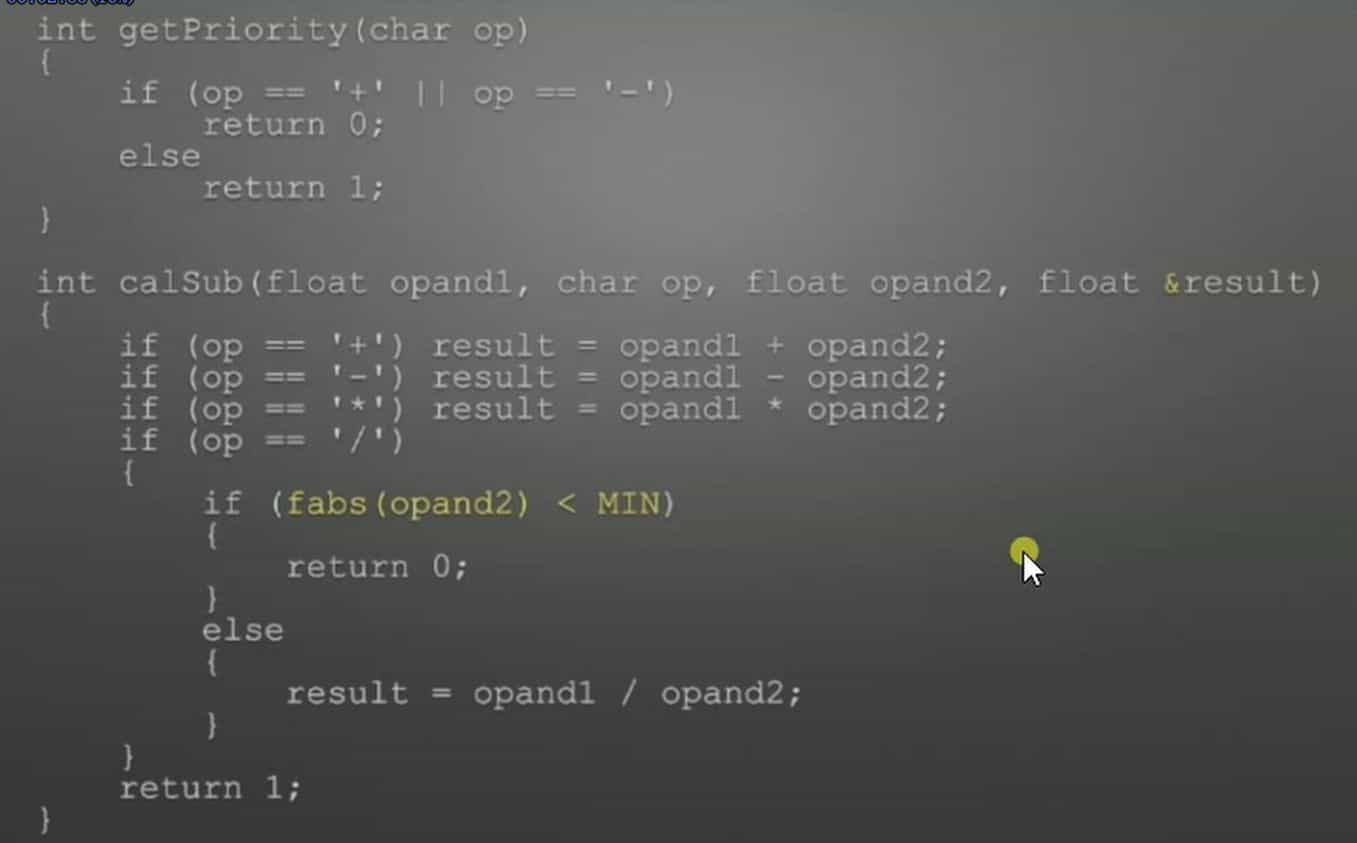 int getPriority(char op)
{
    if (op == '+' || op == '-')
        return 0;
    else
        return 1;
}

int calSub(float opand1, char op, float opand2, float &result)
{
    if (op == '+') result = opand1 + opand2;
    if (op == '-') result = opand1 - opand2;
    if (op == '*') result = opand1 * opand2;
    if (op == '/')
    {
        if (fabs(opand2) < MIN)
        {
            return 0;
        }
        else
        {
            result = opand1 / opand2;
        }
    }
    return 1;
}